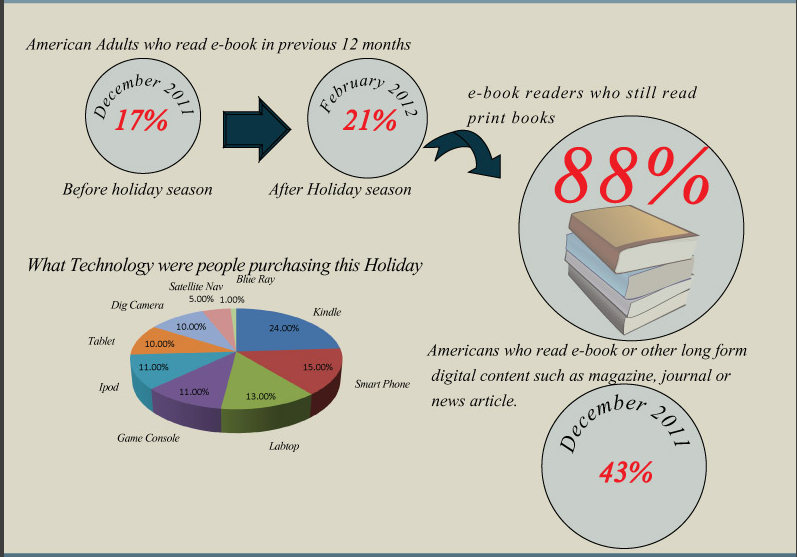 American Adults who read e-book in previous 12 months
December 2011
17%
Before holiday season
February 2012
21%
After Holiday season
e-book readers who still read
print books
88%
What Technology were people purchasing this Holiday
Blue Ray
1.00%
Kindle
24.00%
Smart Phone
15.00%
Labtop
13.00%
Game Console
11.00%
Ipod
11.00%
Tablet
10.00%
Dig Camera
10.00%
Satellite Nav
5.00%
Americans who read e-book or other long form
digital content such as magazine, journal or
news article.
December 2011
43%